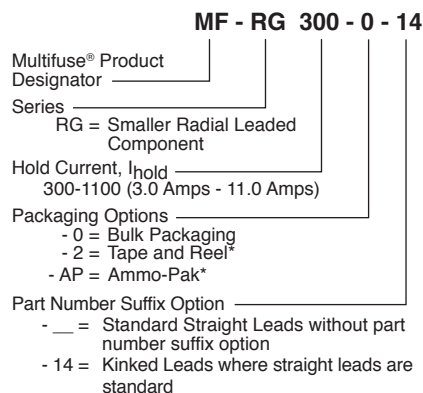 MF - RG 300 - 0 - 14
Multifuse® Product
Designator
Series
RG = Smaller Radial Leaded
Component
Hold Current, Ihold
300-1100 (3.0 Amps - 11.0 Amps)
Packaging Options
- 0 = Bulk Packaging
- 2 = Tape and Reel*
- AP = Ammo-Pak*
Part Number Suffix Option
- __ = Standard Straight Leads without part
number suffix option
- 14 = Kinked Leads where straight leads are
standard